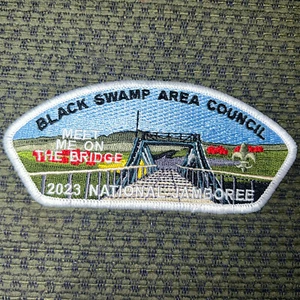 BLACK SWAMP AREA COUNCIL
MEET
ME ON
THE BRIDGE
2023 NATIONAL JAMBOREE